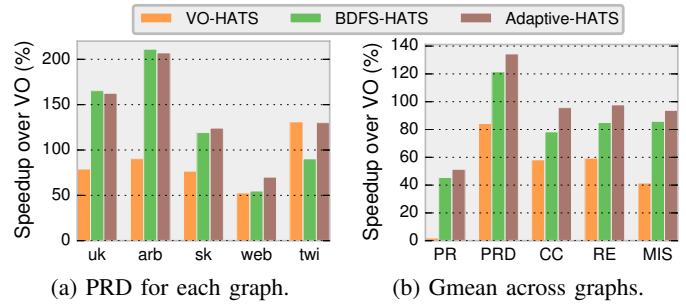 VO-HATS BDFS-HATS Adaptive-HATS
Speedup over VO (%)
200
150
100
50
0
uk arb sk web twi
(a) PRD for each graph.
Speedup over VO (%)
140
120
100
80
60
40
20
0
PR PRD CC RE MIS
(b) Gmean across graphs.